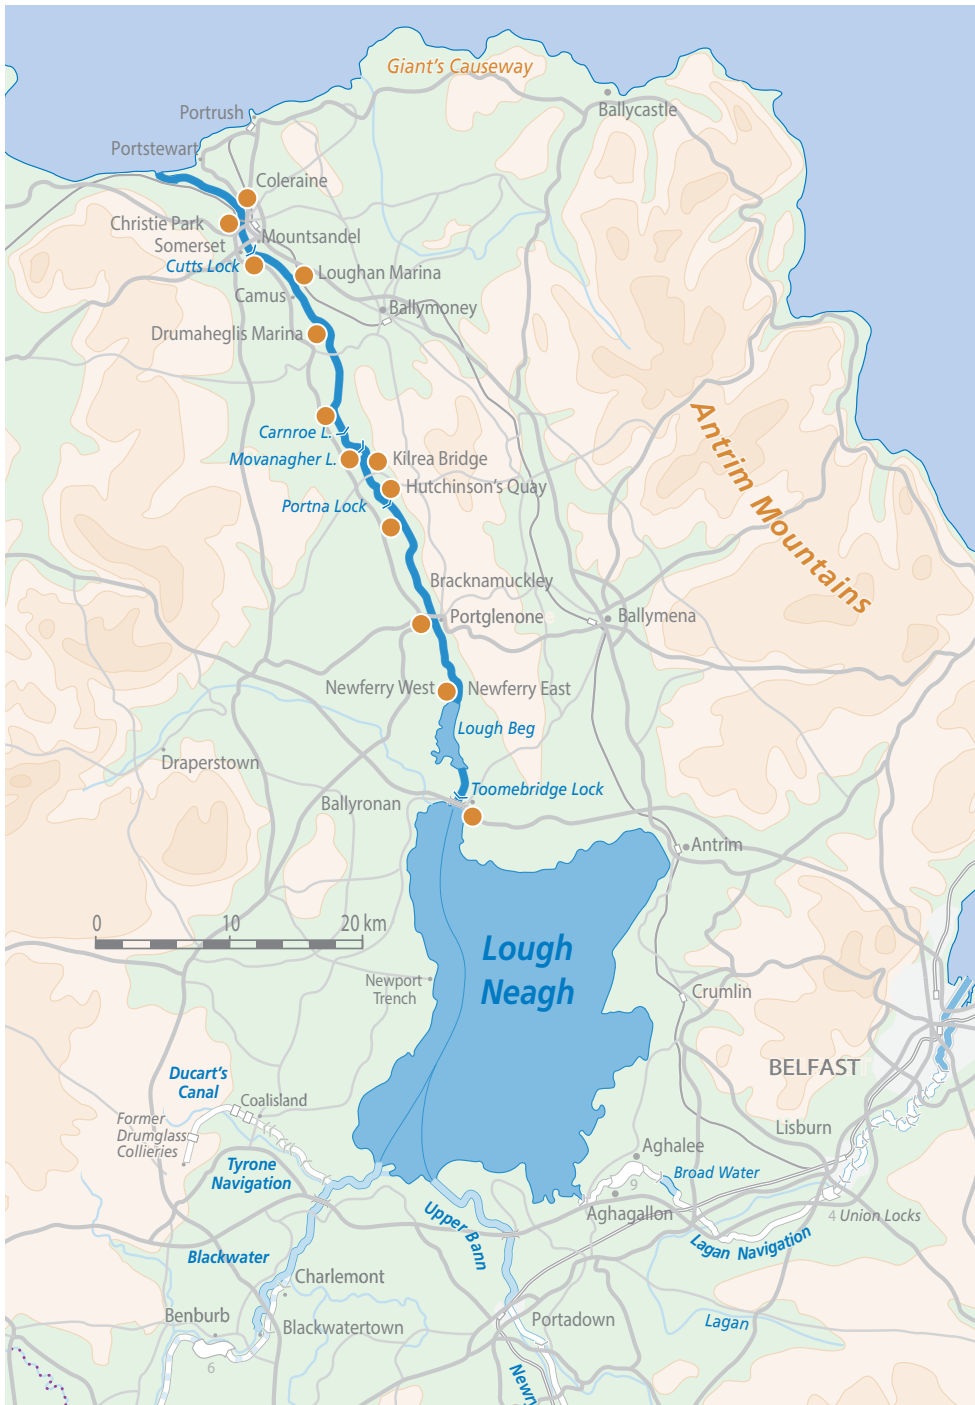 Giant's Causeway
Ballycastle
Portrush
Portstewart
Coleraine
Christie Park
Mountsandel
Somerset
Cutts Lock
Loughan Marina
Camus
Ballymoney
Drumaheglis Marina
Antrim Mountains
Carnroe L.
Movanagher L.
Kilrea Bridge
Hutchinson's Quay
Portna Lock
Bracknamuckley
Portglenone
Ballymena
Newferry West
Newferry East
Lough Beg
Draperstown
Toomebridge Lock
Ballyronan
Antrim
0
10
20 km
Lough
Neagh
Newport
Trench
Crumlin
BELFAST
Ducart's
Canal
Coalisland
Former
Drumglass
Collieries
Lisburn
Aghalee
Tyrone
Navigation
Broad Water
9
Aghagallon
4 Union Locks
Upper Bann
Lagan Navigation
Blackwater
Charlemont
Benburb
Blackwatertown
Portadown
Lagan
6
Newry